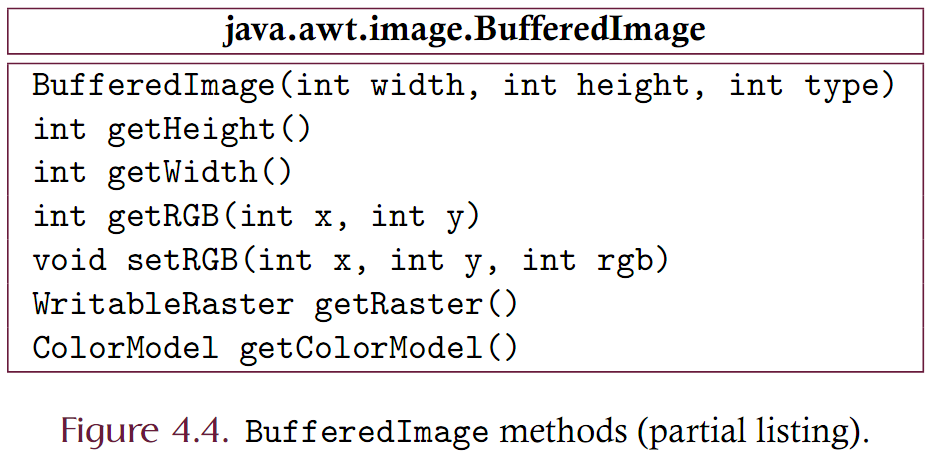 java.awt.image.BufferedImage
BufferedImage(int width, int height, int type)
int getHeight()
int getWidth()
int getRGB(int x, int y)
void setRGB(int x, int y, int rgb)
WritableRaster getRaster()
ColorModel getColorModel()
Figure 4.4. BufferedImage methods (partial listing).